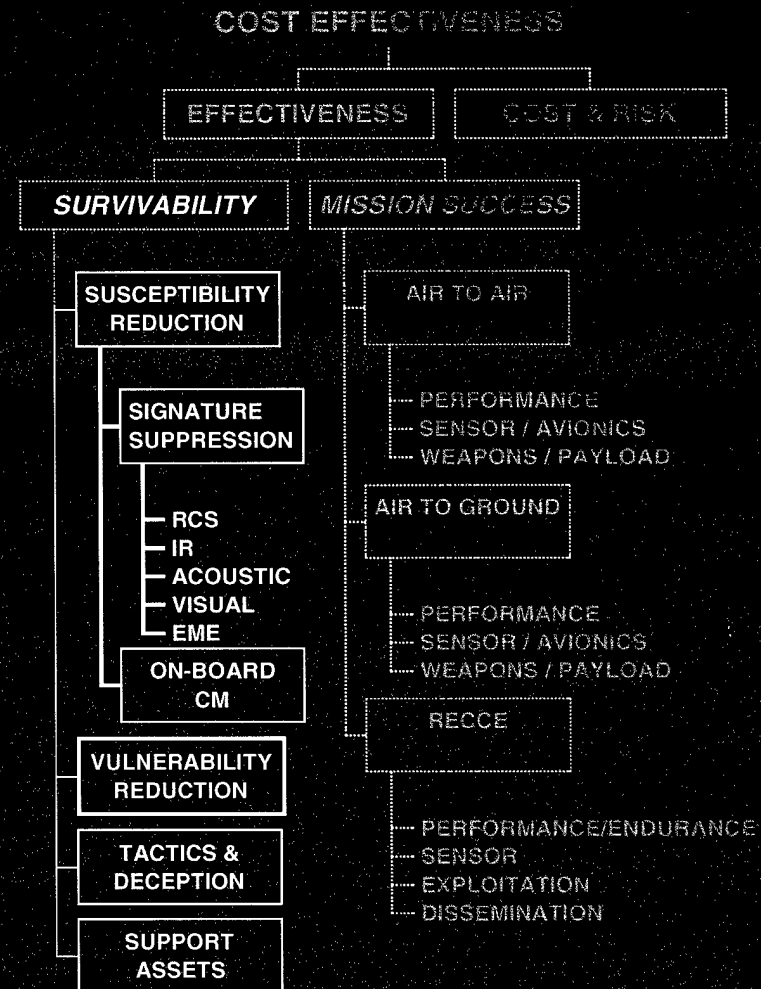 COST EFFECTIVENESS
EFFECTIVENESS
COST & RISK
SURVIVABILITY
MISSION SUCCESS
SUSCEPTIBILITY
REDUCTION
SIGNATURE
SUPPRESSION
RCS
IR
ACOUSTIC
VISUAL
EME
ON-BOARD
CM
VULNERABILITY
REDUCTION
TACTICS &
DECEPTION
SUPPORT
ASSETS
AIR TO AIR
PERFORMANCE
SENSOR / AVIONICS
WEAPONS / PAYLOAD
AIR TO GROUND
PERFORMANCE
SENSOR / AVIONICS
WEAPONS / PAYLOAD
RECCE
PERFORMANCE/ENDURANCE
SENSOR
EXPLOITATION
DISSEMINATION